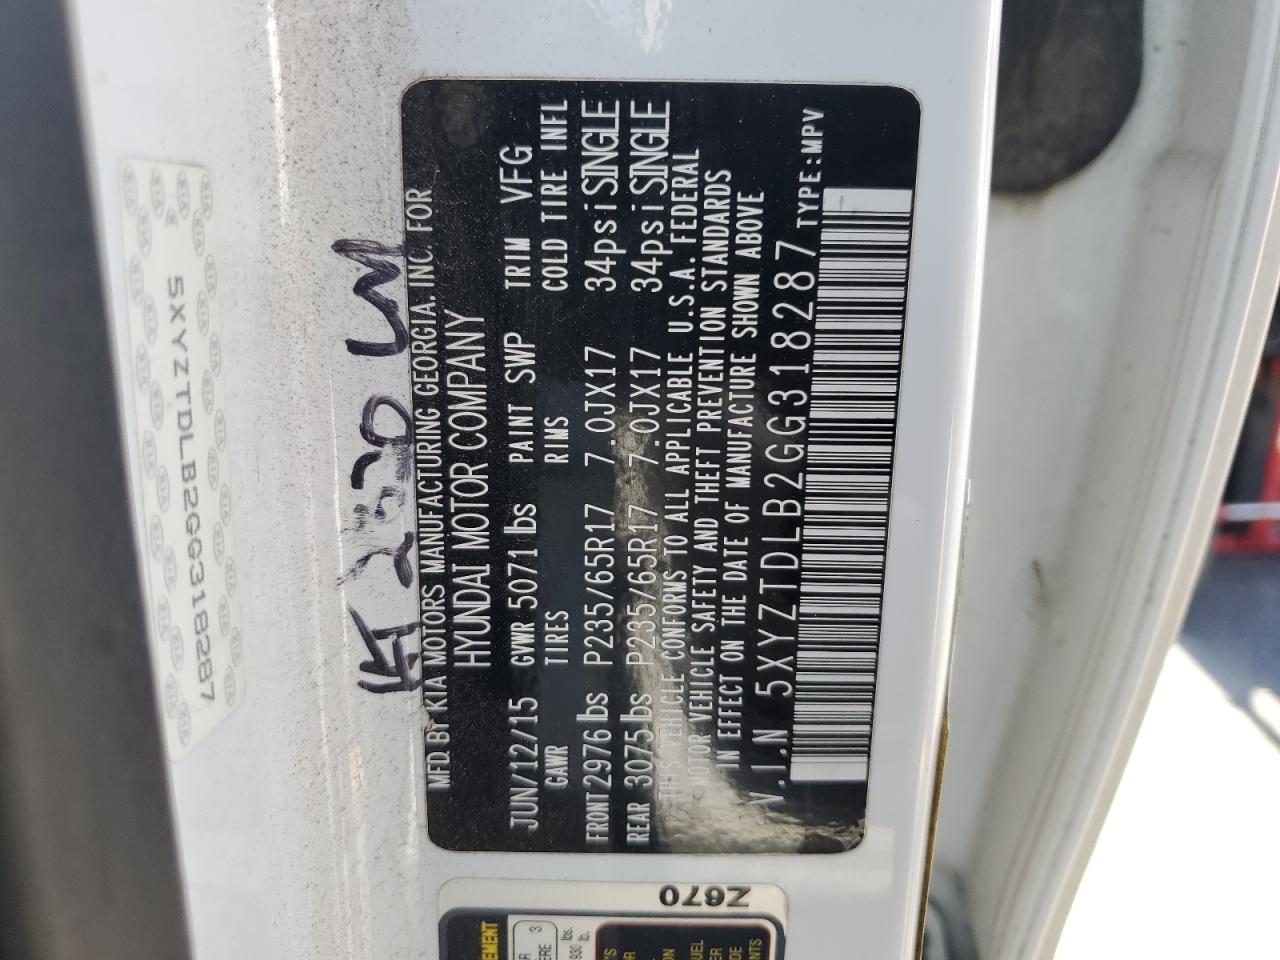 5XYZTDLB2GG318287
MFD.BY KIA MOTORS MANUFACTURING GEORGIA. INC. FOR
HYUNDAI MOTOR COMPANY
JUN/12/15 GVWR 5071lbs PAINT SWP TRIM VFG
GAWR TIRES RIMS COLD TIRE INFL
FRONT 2976lbs P235/65R17 7.0JX17 34psi SINGLE
REAR 3075lbs P235/65R17 7.0JX17 34psi SINGLE
THIS VEHICLE CONFORMS TO ALL APPLICABLE U.S.A. FEDERAL
MOTOR VEHICLE SAFETY AND THEFT PREVENTION STANDARDS
IN EFFECT ON THE DATE OF MANUFACTURE SHOWN ABOVE
V.I.N 5XYZTDLB2GG318287 TYPE:MPV
Z670